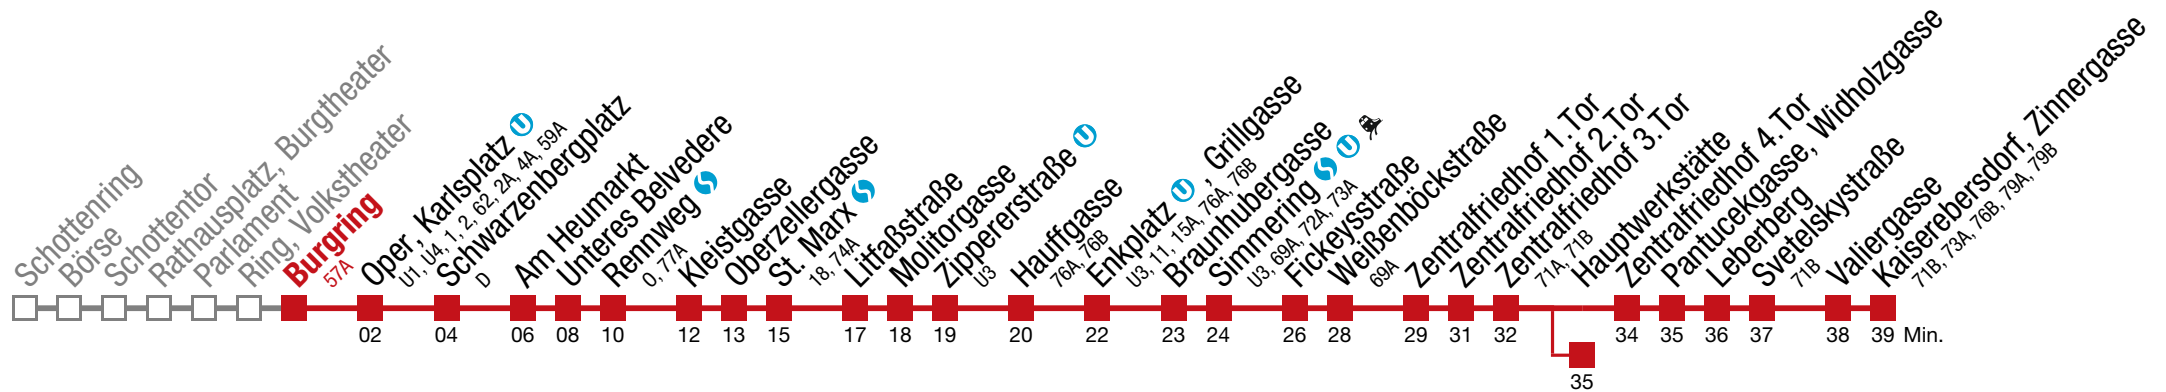 Schottenring
Börse
Schottentor
Rathausplatz, Burgtheater
Parlament
Ring, Volkstheater
Burgring
57A
Oper, Karlsplatz U
U1, U4, 1, 2, 62, 2A, 4A, 59A
Schwarzenbergplatz
D
Am Heumarkt
Unteres Belvedere
Rennweg S
O, 77A
Kleistgasse
Oberzellergasse
St. Marx S
18, 74A
Litfaßstraße
Molitorgasse
Zippererstraße U
U3
Hauffgasse
76A, 76B
Enkplatz U , Grillgasse
U3, 11, 15A, 76A, 76B
Braunhubergasse
Simmering S U
U3, 69A, 72A, 73A
Fickeysstraße
Weißenböckstraße
69A
Zentralfriedhof 1.Tor
Zentralfriedhof 2.Tor
Zentralfriedhof 3.Tor
71A, 71B
Hauptwerkstätte
Zentralfriedhof 4.Tor
Pantucekgasse, Widholzgasse
Leberberg
Svetelskystraße
71B
Valiergasse
Kaiserebersdorf, Zinnergasse
71B, 73A, 76B, 79A, 79B
02 04 06 08 10 12 13 15 17 18 19 20 22 23 24 26 28 29 31 32 34 35 36 37 38 39 Min.
35